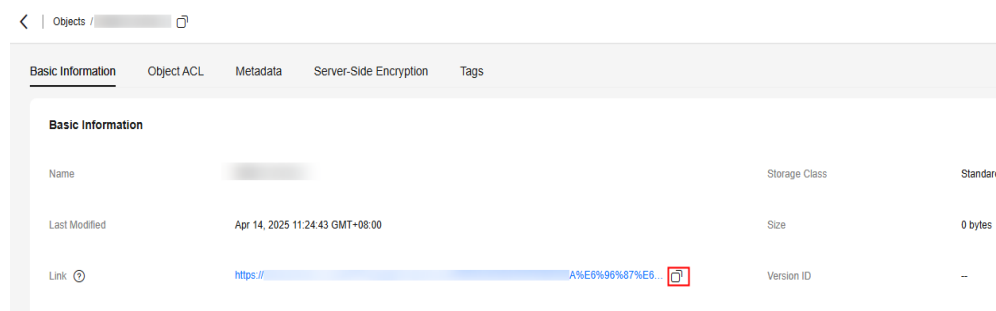 Objects /
Basic Information Object ACL Metadata Server-Side Encryption Tags
Basic Information
Name Storage Class Standard
Last Modified Apr 14, 2025 11:24:43 GMT+08:00 Size 0 bytes
Link ? https:// A%E6%96%87%E6... Version ID --